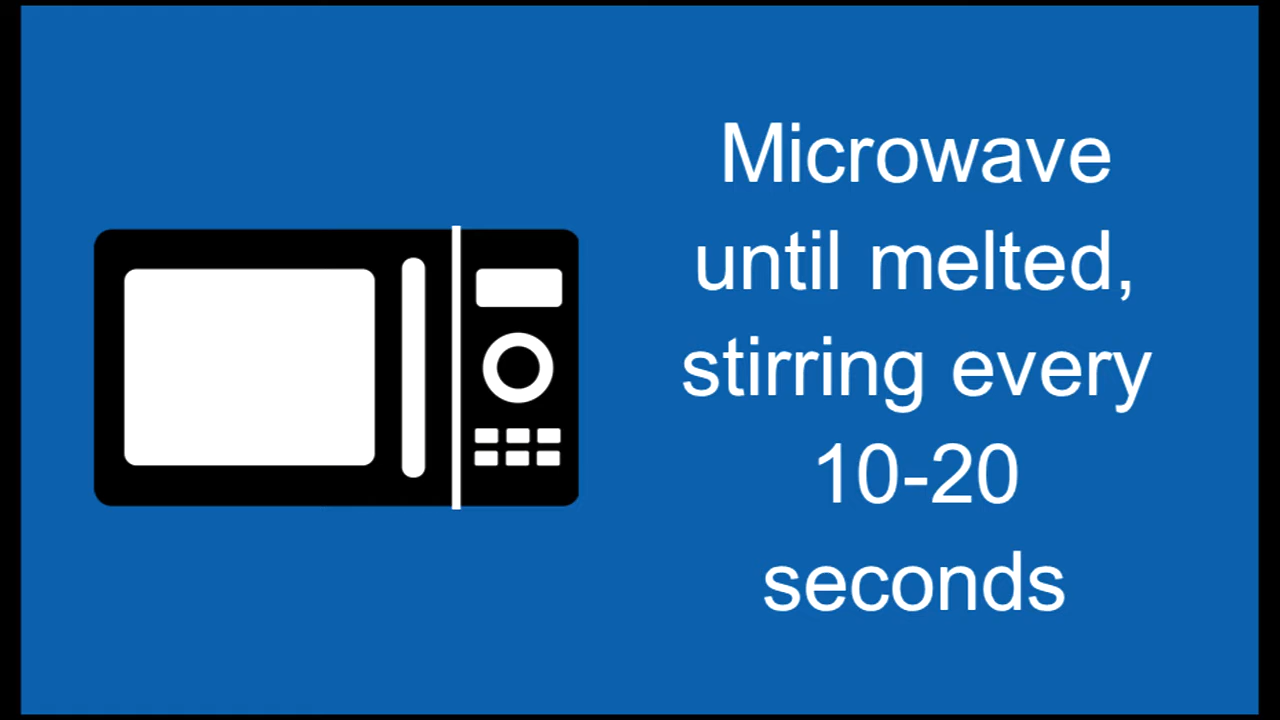 Microwave
until melted,
stirring every
10-20
seconds